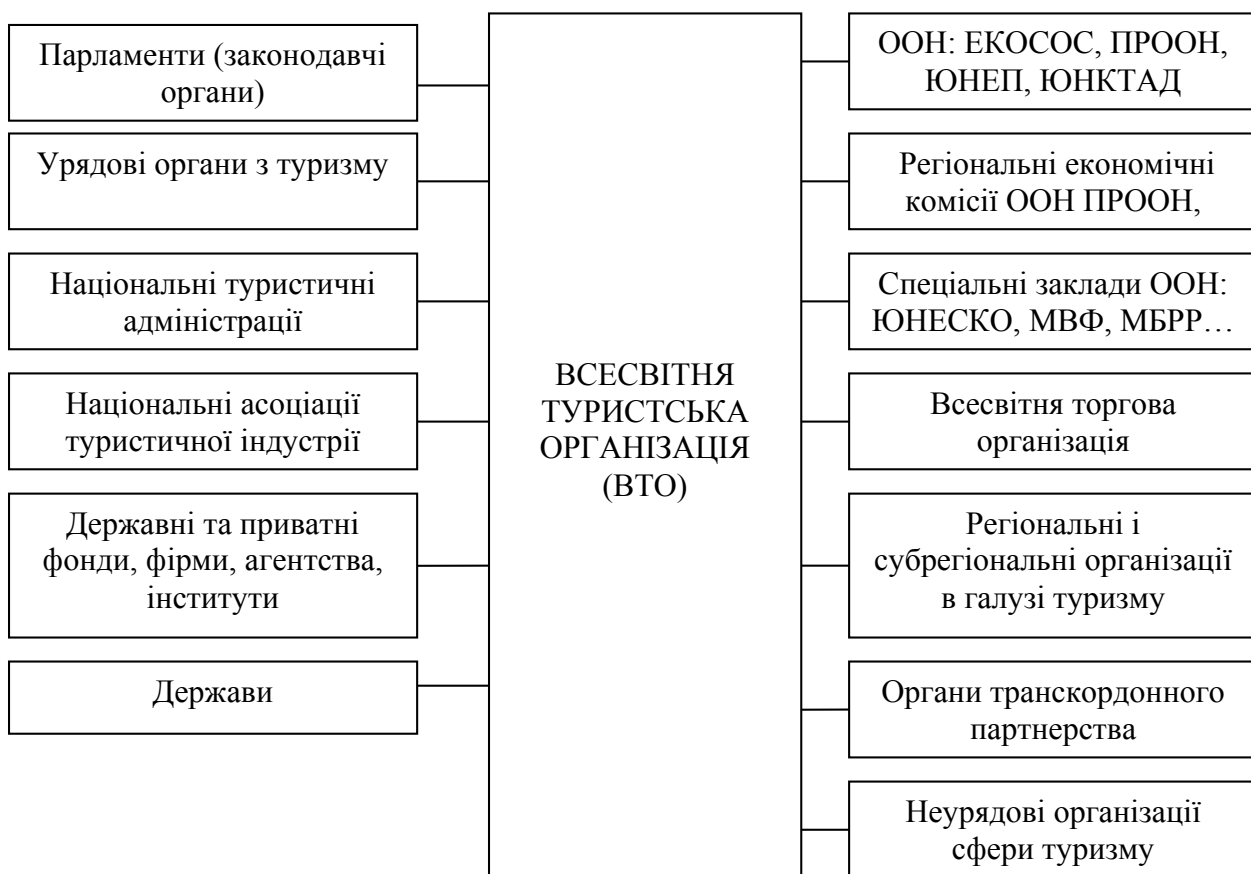 Парламенти (законодавчі
органи)
Урядові органи з туризму
Національні туристичні
адміністрації
Національні асоціації
туристичної індустрії
Державні та приватні
фонди, фірми, агентства,
інститути
Держави
ВСЕСВІТНЯ
ТУРИСТСЬКА
ОРГАНІЗАЦІЯ
(ВТО)
ООН: ЕКОСОС, ПРООН,
ЮНЕП, ЮНКТАД
Регіональні економічні
комісії ООН ПРООН,
Спеціальні заклади ООН:
ЮНЕСКО, МВФ, МБРР…
Всесвітня торгова
організація
Регіональні і
субрегіональні організації
в галузі туризму
Органи транскордонного
партнерства
Неурядові організації
сфери туризму